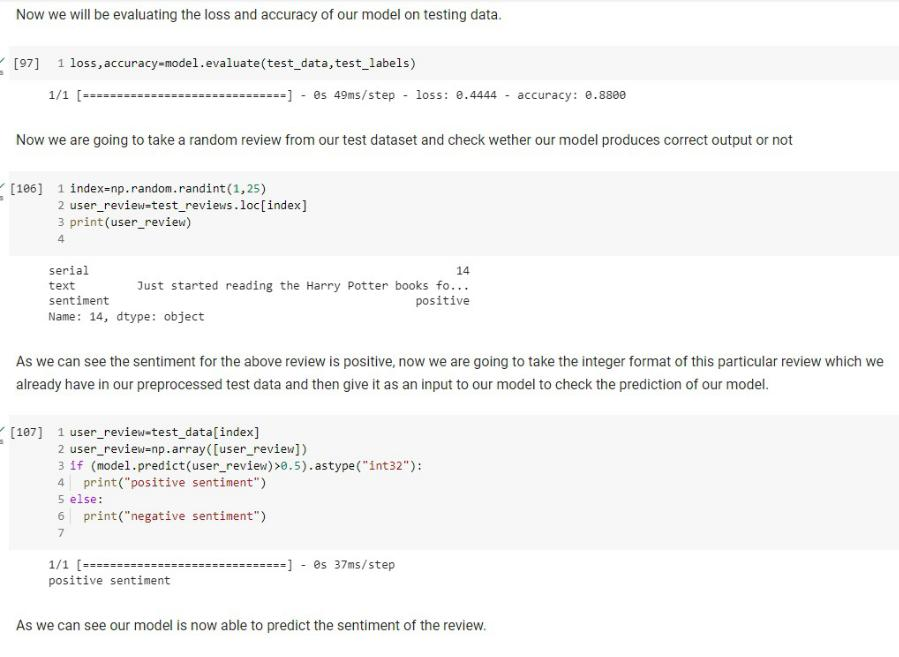 Now we will be evaluating the loss and accuracy of our model on testing data.
[97] 1 loss,accuracy=model.evaluate(test_data,test_labels)
1/1 [==============================] - 0s 49ms/step - loss: 0.4444 - accuracy: 0.8800
Now we are going to take a random review from our test dataset and check wether our model produces correct output or not
[106] 1 index=np.random.randint(1,25)
2 user_review=test_reviews.loc[index]
3 print(user_review)
4
serial 14
text Just started reading the Harry Potter books fo...
sentiment positive
Name: 14, dtype: object
As we can see the sentiment for the above review is positive, now we are going to take the integer format of this particular review which we
already have in our preprocessed test data and then give it as an input to our model to check the prediction of our model.
[107] 1 user_review=test_data[index]
2 user_review=np.array([user_review])
3 if (model.predict(user_review)>0.5).astype("int32"):
4 print("positive sentiment")
5 else:
6 print("negative sentiment")
7
1/1 [==============================] - 0s 37ms/step
positive sentiment
As we can see our model is now able to predict the sentiment of the review.